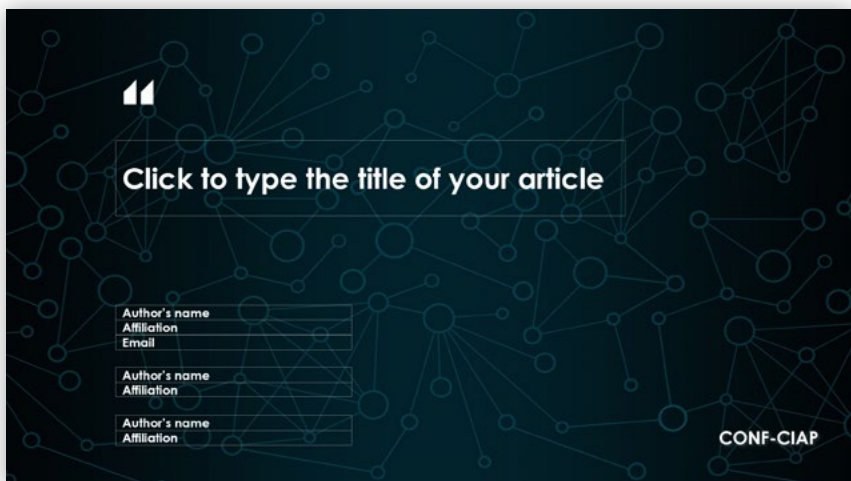 “
Click to type the title of your article
Author's name
Affiliation
Email
Author's name
Affiliation
Author's name
Affiliation
CONF-CIAP